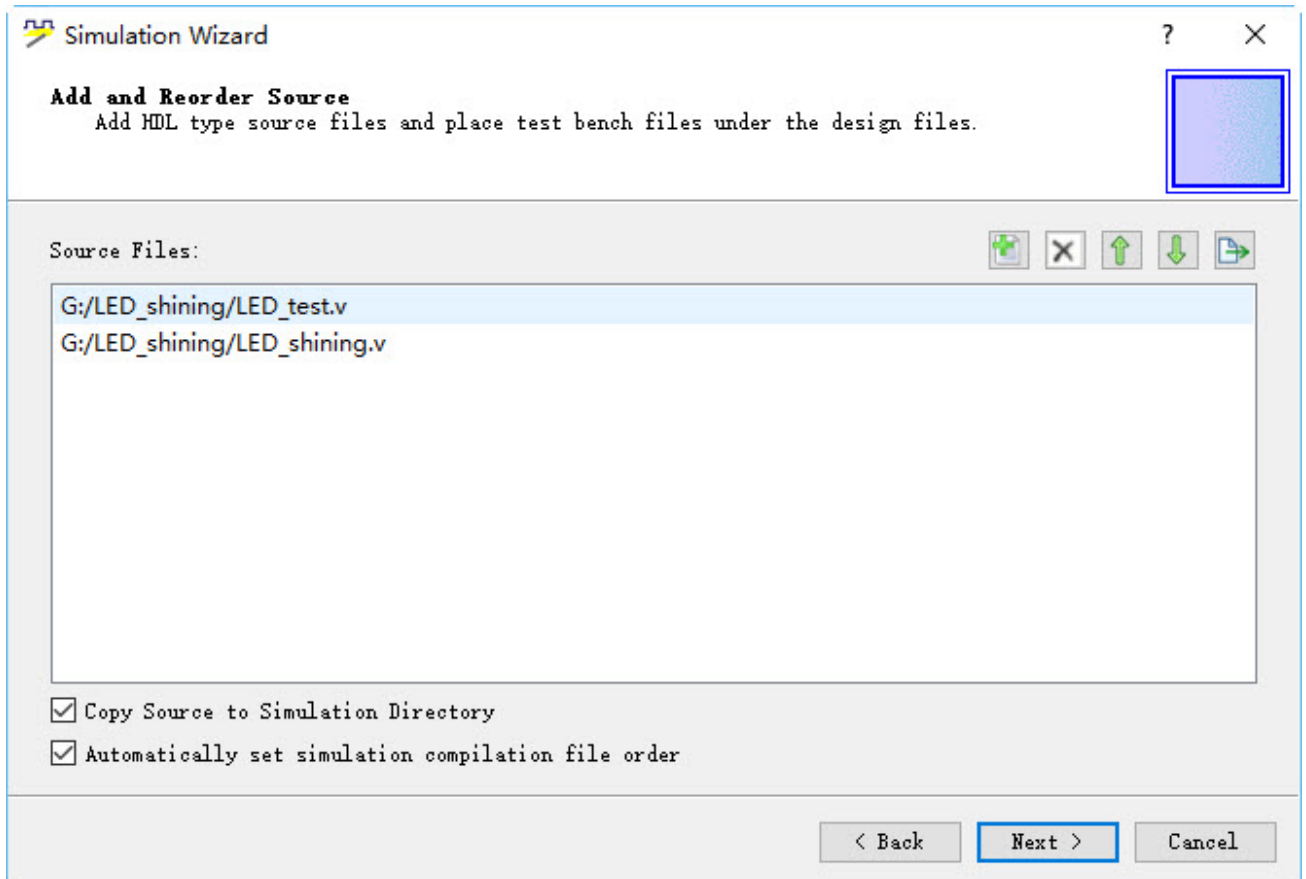 Simulation Wizard
?
Add and Reorder Source
Add HDL type source files and place test bench files under the design files.
Source Files:
G:/LED_shining/LED_test.v
G:/LED_shining/LED_shining.v
Copy Source to Simulation Directory
Automatically set simulation compilation file order
< Back
Next >
Cancel